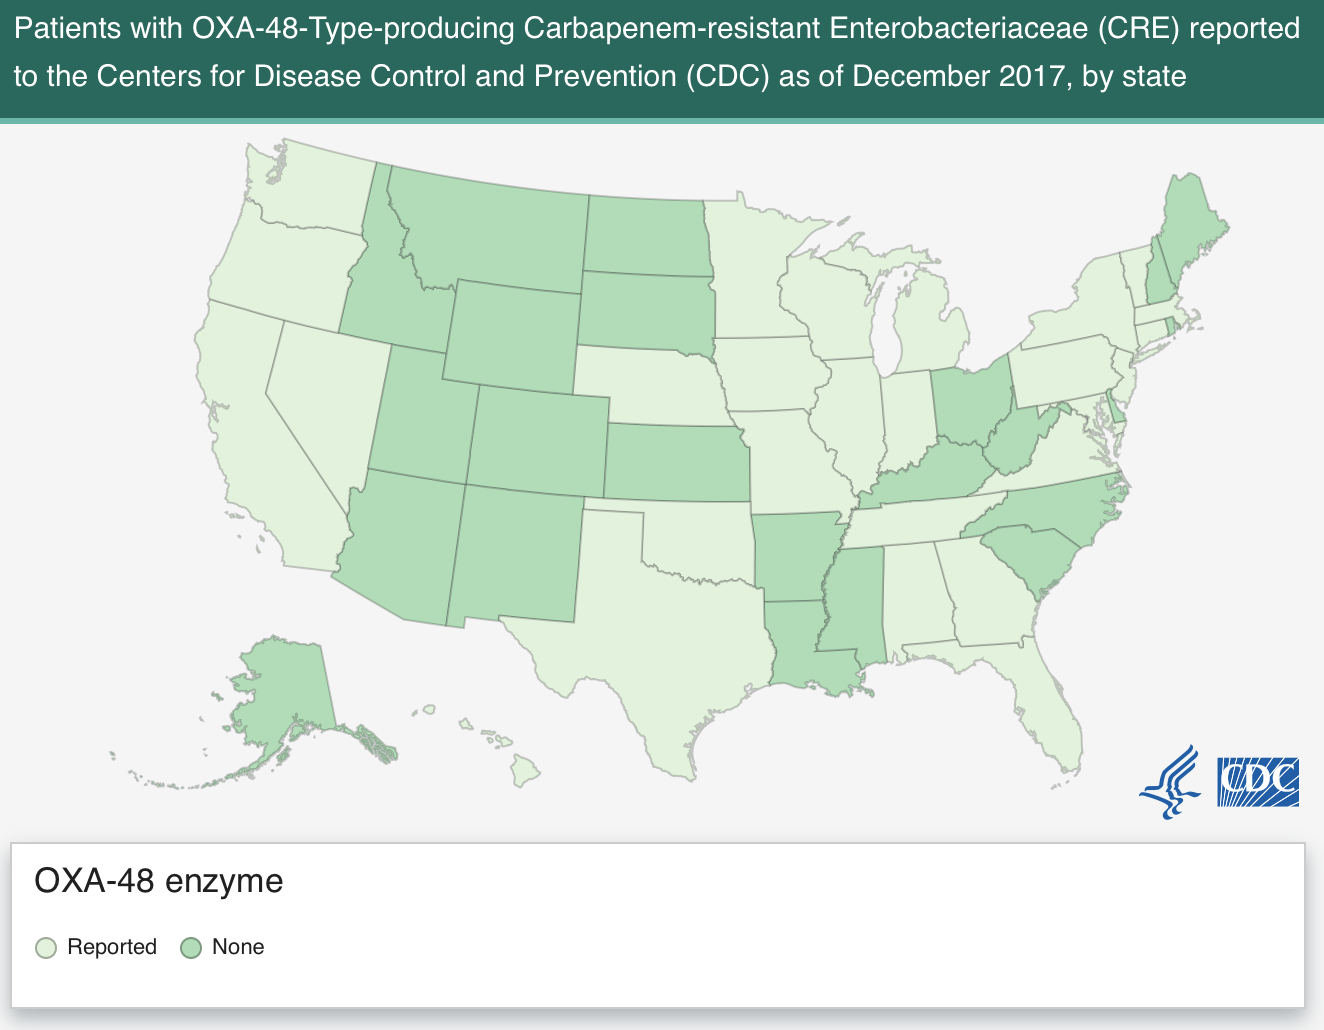 Patients with OXA-48-Type-producing Carbapenem-resistant Enterobacteriaceae (CRE) reported
to the Centers for Disease Control and Prevention (CDC) as of December 2017, by state
CDC
OXA-48 enzyme
Reported None